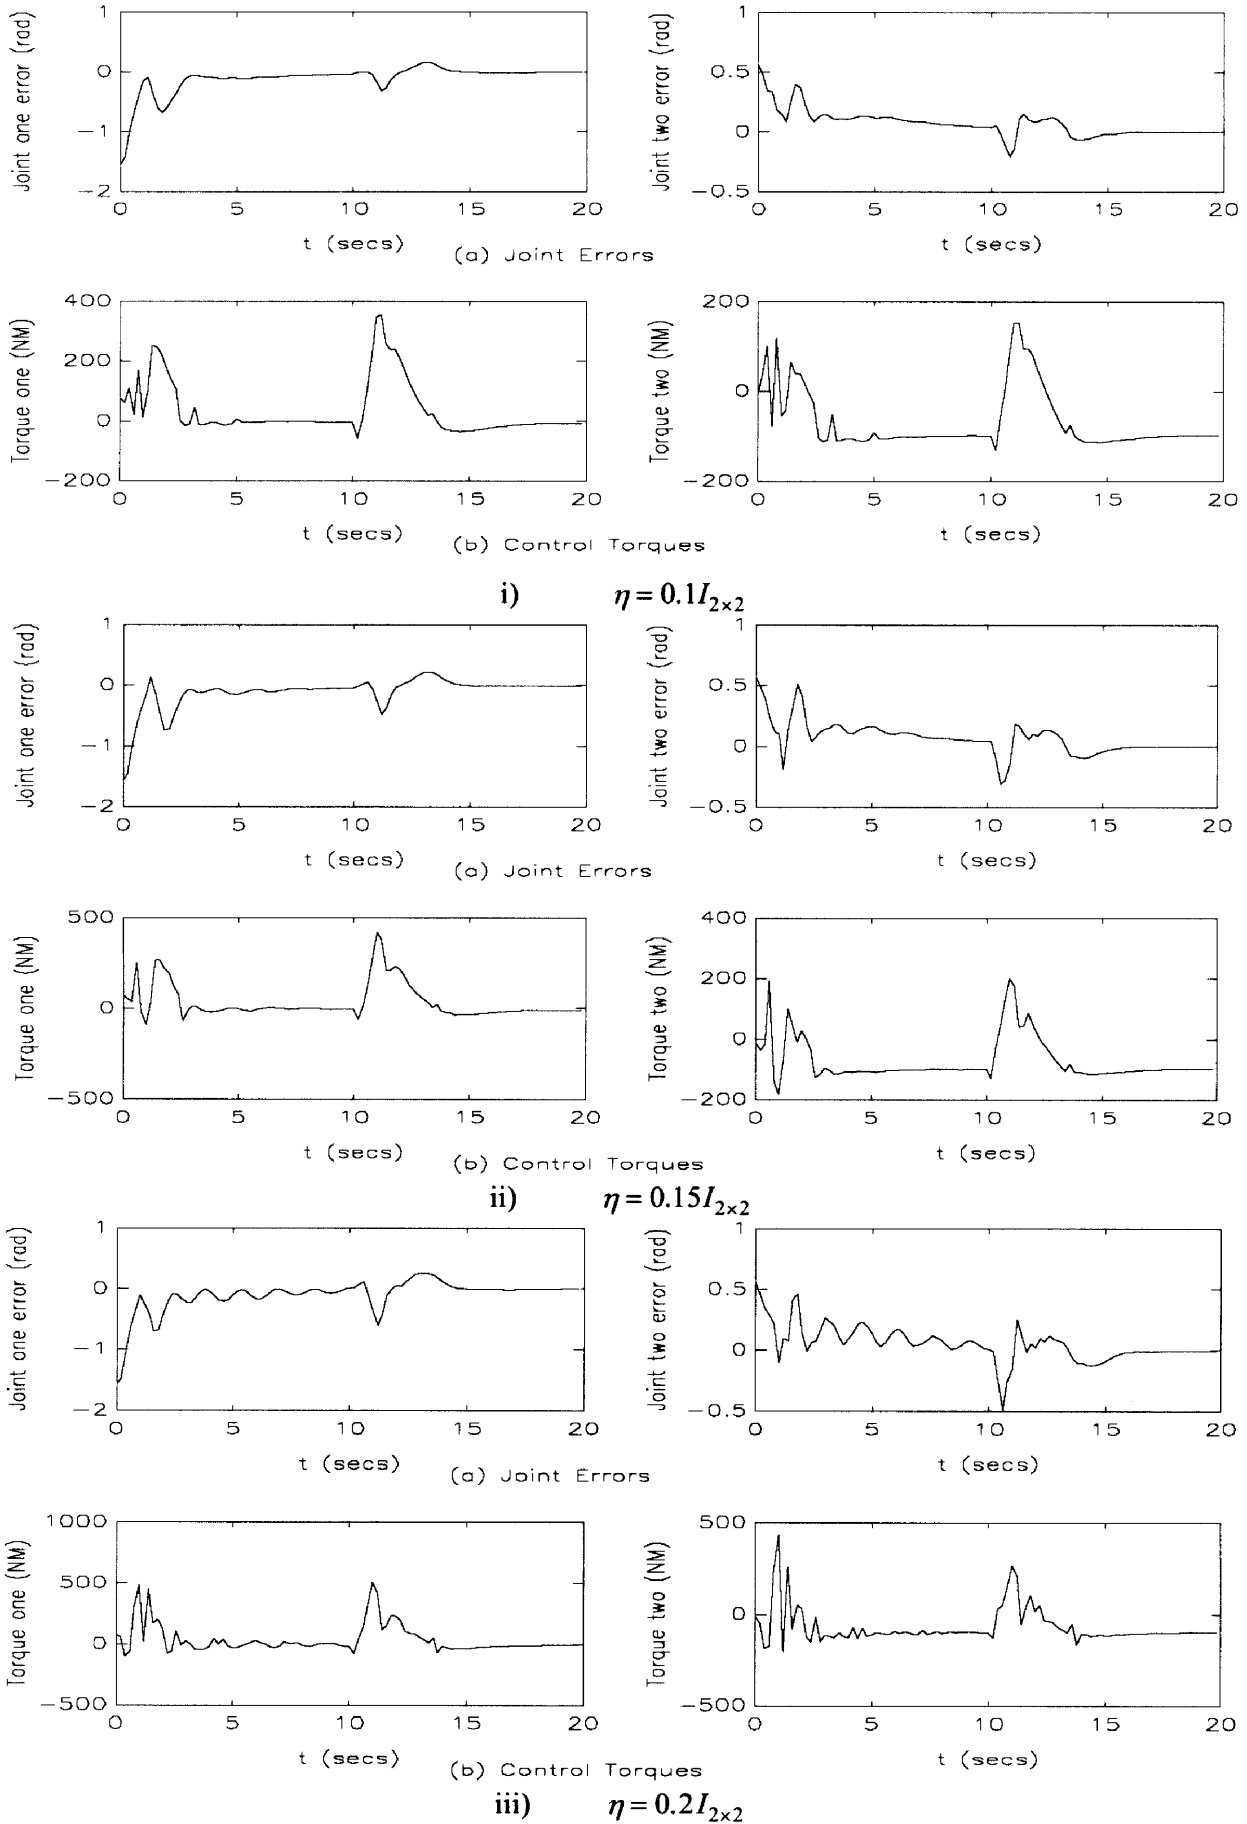 Joint one error (rad)
1
0
−1
−2
0 5 10 15 20
t (secs)
Joint two error (rad)
1
0.5
0
−0.5
0 5 10 15 20
t (secs)
(a) Joint Errors
Torque one (NM)
400
200
0
−200
0 5 10 15 20
t (secs)
Torque two (NM)
200
0
−200
0 5 10 15 20
t (secs)
(b) Control Torques
i) η = 0.1I2×2
Joint one error (rad)
1
0
−1
−2
0 5 10 15 20
t (secs)
Joint two error (rad)
1
0.5
0
−0.5
0 5 10 15 20
t (secs)
(a) Joint Errors
Torque one (NM)
500
0
−500
0 5 10 15 20
t (secs)
Torque two (NM)
400
200
0
−200
0 5 10 15 20
t (secs)
(b) Control Torques
ii) η = 0.15I2×2
Joint one error (rad)
1
0
−1
−2
0 5 10 15 20
t (secs)
Joint two error (rad)
1
0.5
0
−0.5
0 5 10 15 20
t (secs)
(a) Joint Errors
Torque one (NM)
1000
500
0
−500
0 5 10 15 20
t (secs)
Torque two (NM)
500
0
−500
0 5 10 15 20
t (secs)
(b) Control Torques
iii) η = 0.2I2×2